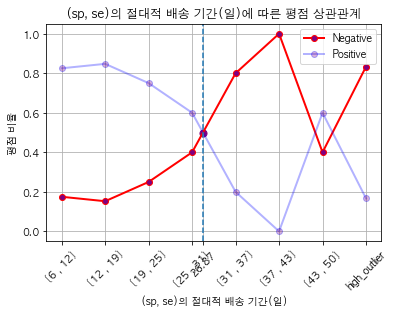 (sp, se)의 절대적 배송 기간(일)에 따른 평점 상관관계
Negative
Positive
평점 비율
1.0
0.8
0.6
0.4
0.2
0.0
(6 , 12)
(12 , 19)
(19 , 25)
(25 , 31)
26.87
(31 , 37)
(37 , 43)
(43 , 50)
(sp, se)의 절대적 배송 기간(일)